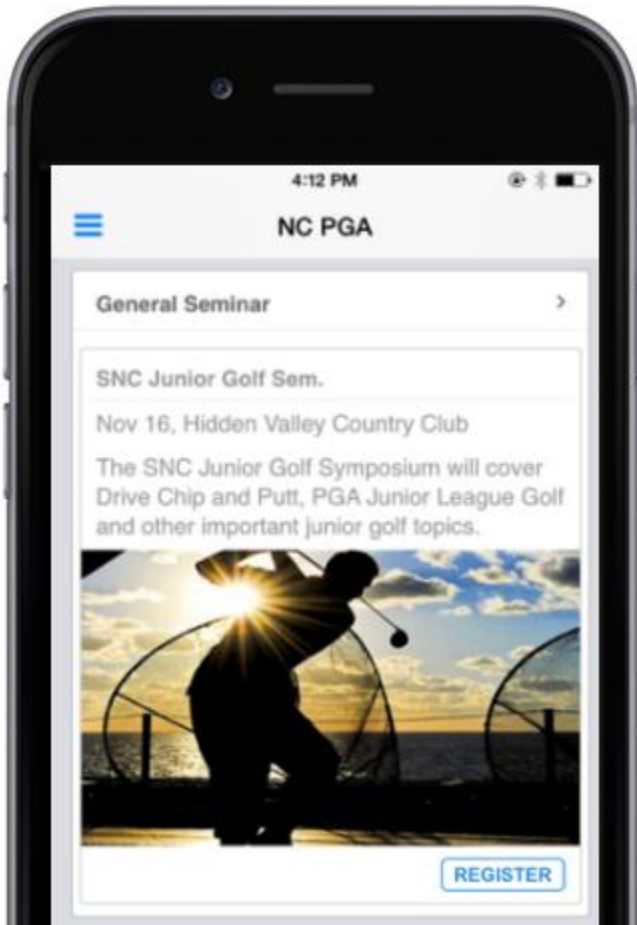 4:12 PM
NC PGA
General Seminar
SNC Junior Golf Sem.
Nov 16, Hidden Valley Country Club
The SNC Junior Golf Symposium will cover
Drive Chip and Putt, PGA Junior League Golf
and other important junior golf topics.
REGISTER